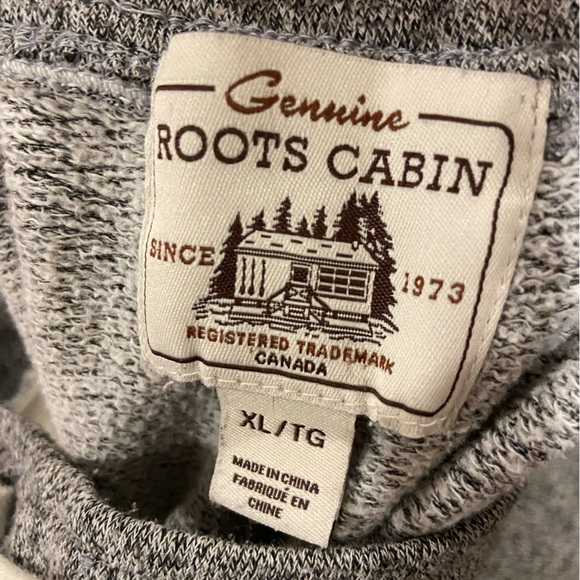 Genuine
ROOTS CABIN
SINCE 1973
REGISTERED TRADEMARK
CANADA
XL/TG
MADE IN CHINA
FABRIQUÉ EN
CHINE